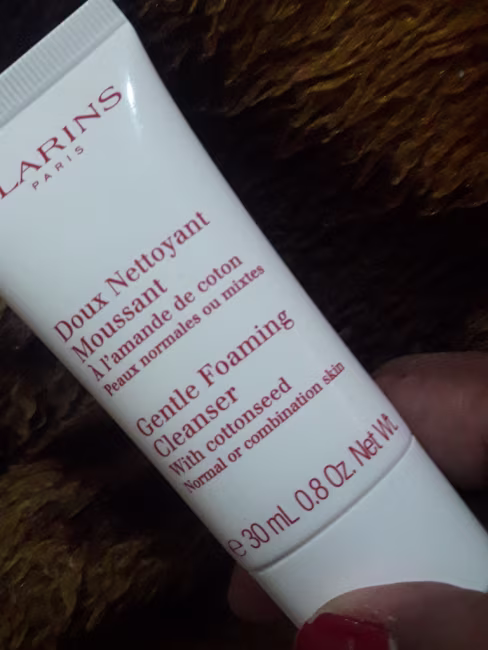 LARINS
PARIS
Doux Nettoyant
Moussant
À l'amande de coton
Peaux normales ou mixtes
Gentle Foaming
Cleanser
With cottonseed
Normal or combination skin
e 30 mL 0.8 Oz. Net Wt